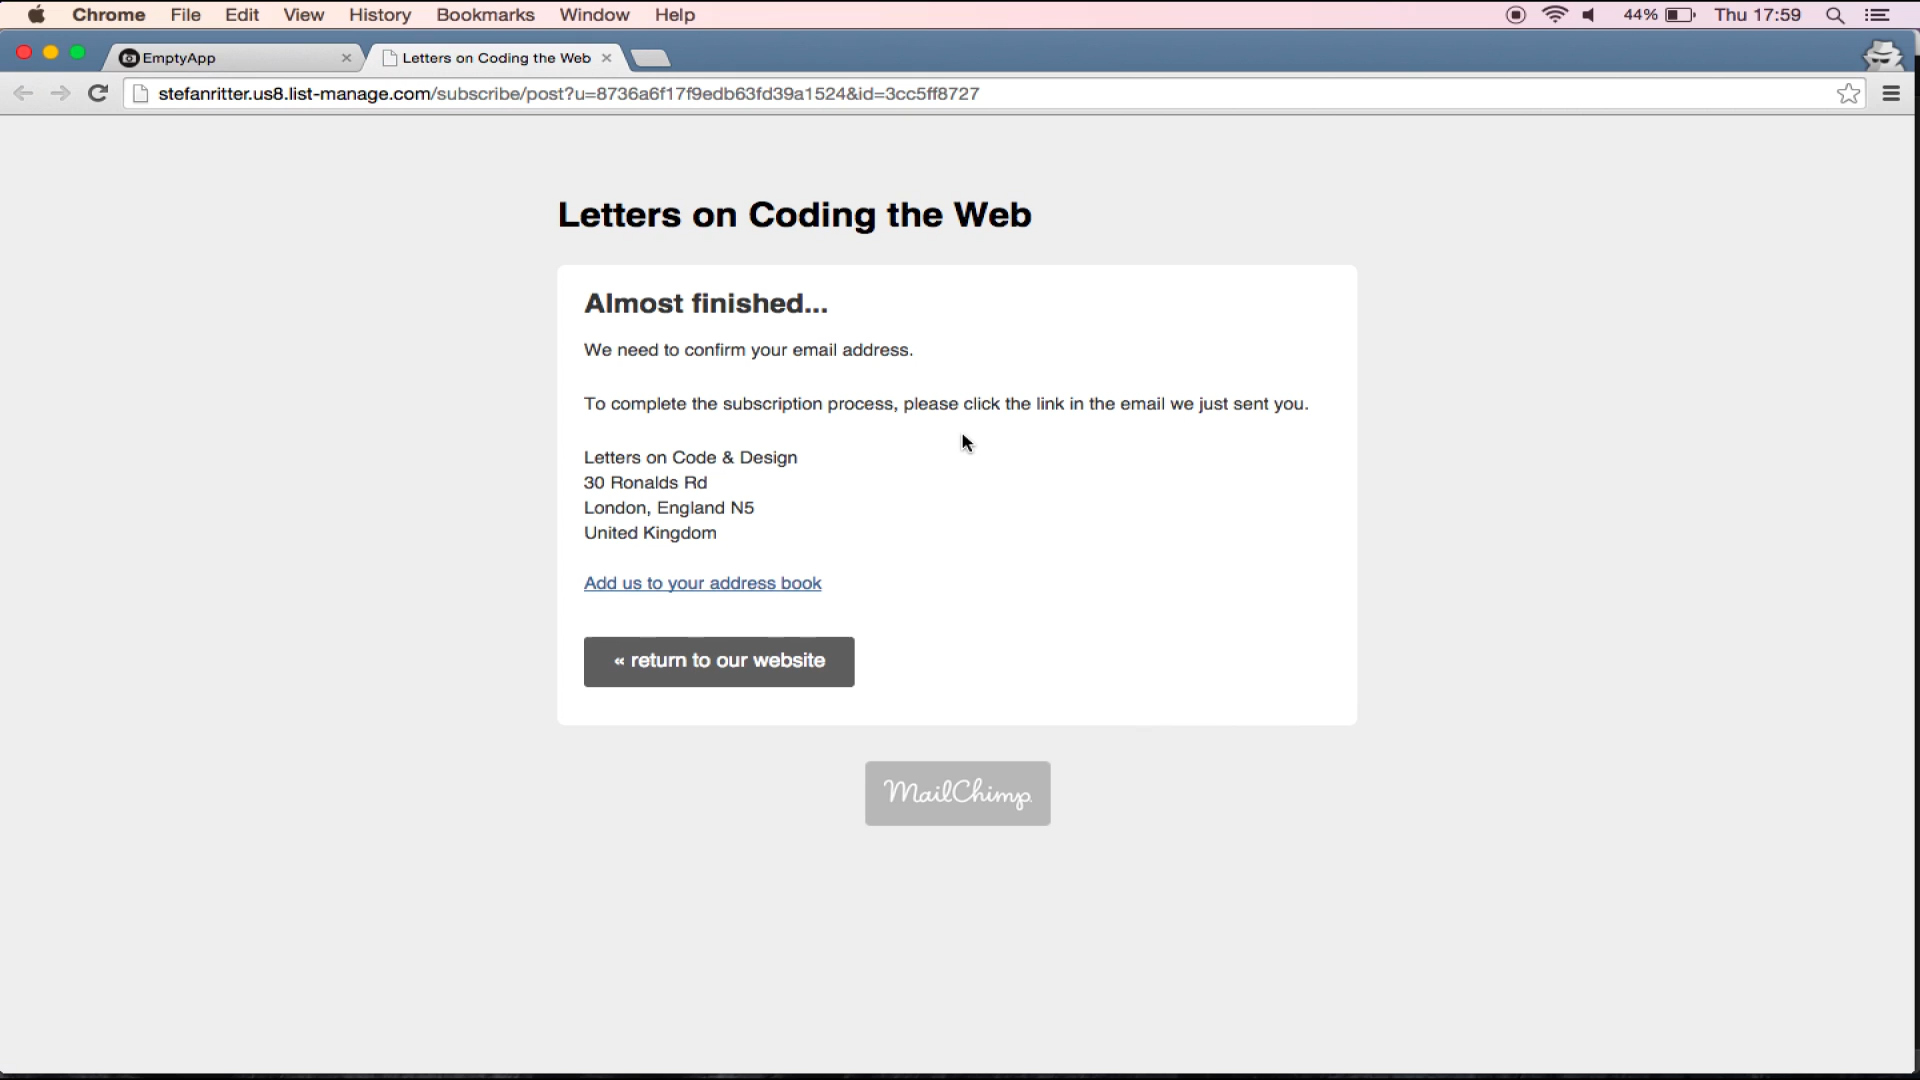 Chrome File Edit View History Bookmarks Window Help 44% Thu 17:59
EmptyApp Letters on Coding the Web
stefanritter.us8.list-manage.com/subscribe/post?u=8736a6f17f9edb63fd39a1524&id=3cc5ff8727
Letters on Coding the Web
Almost finished...
We need to confirm your email address.
To complete the subscription process, please click the link in the email we just sent you.
Letters on Code & Design
30 Ronalds Rd
London, England N5
United Kingdom
Add us to your address book
« return to our website
MailChimp